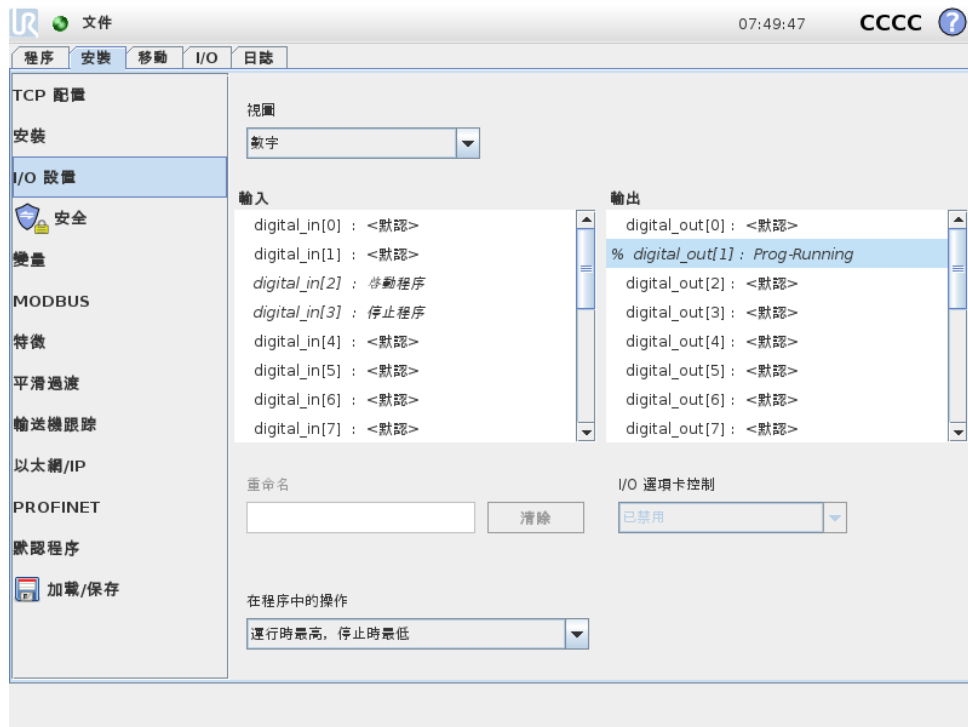 UR 文件 07:49:47 CCCC ?
程序 安裝 移動 I/O 日誌
TCP 配置
安裝
I/O 設置
安全
變量
MODBUS
特徵
平滑過渡
輸送機跟踪
以太網/IP
PROFINET
默認程序
加載/保存
視圖
數字
輸入
digital_in[0] : <默認>
digital_in[1] : <默認>
digital_in[2] : 啓動程序
digital_in[3] : 停止程序
digital_in[4] : <默認>
digital_in[5] : <默認>
digital_in[6] : <默認>
digital_in[7] : <默認>
輸出
digital_out[0] : <默認>
% digital_out[1] : Prog-Running
digital_out[2] : <默認>
digital_out[3] : <默認>
digital_out[4] : <默認>
digital_out[5] : <默認>
digital_out[6] : <默認>
digital_out[7] : <默認>
重命名
清除
I/O 選項卡控制
已禁用
在程序中的操作
運行時最高, 停止時最低